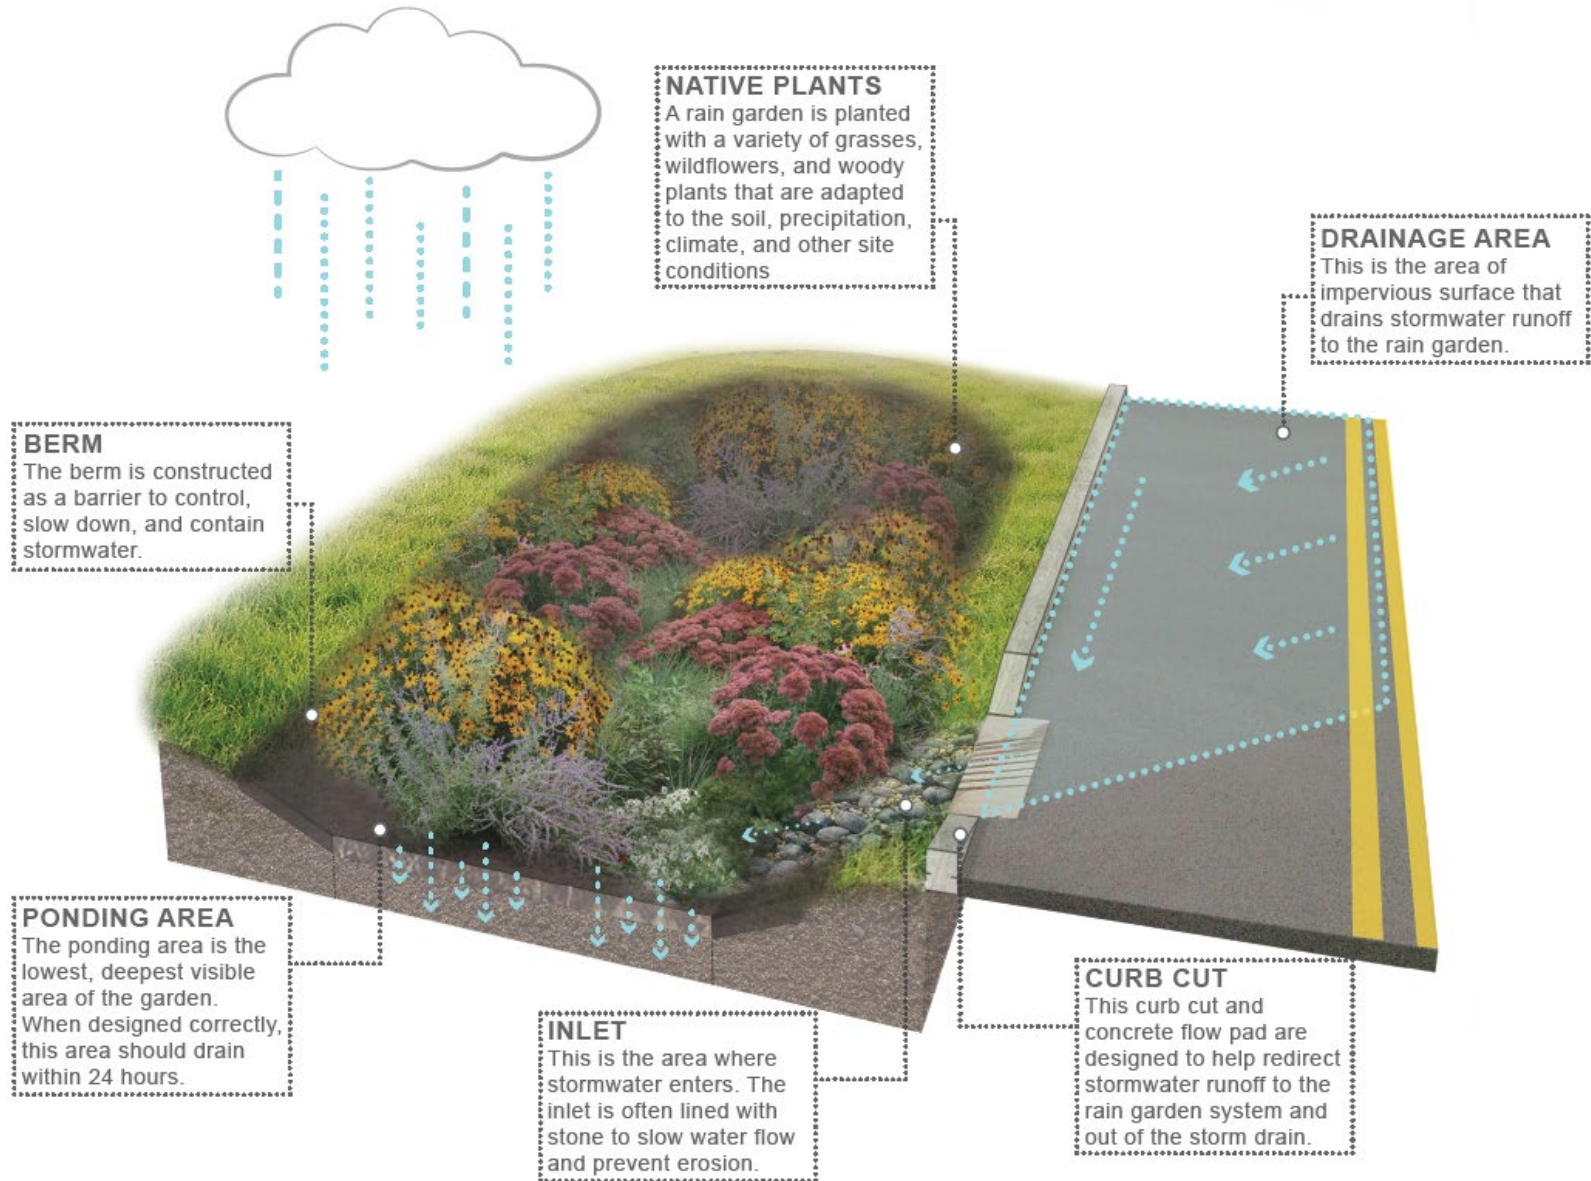 NATIVE PLANTS
A rain garden is planted
with a variety of grasses,
wildflowers, and woody
plants that are adapted
to the soil, precipitation,
climate, and other site
conditions
DRAINAGE AREA
This is the area of
impervious surface that
drains stormwater runoff
to the rain garden.
BERM
The berm is constructed
as a barrier to control,
slow down, and contain
stormwater.
PONDING AREA
The ponding area is the
lowest, deepest visible
area of the garden.
When designed correctly,
this area should drain
within 24 hours.
INLET
This is the area where
stormwater enters. The
inlet is often lined with
stone to slow water flow
and prevent erosion.
CURB CUT
This curb cut and
concrete flow pad are
designed to help redirect
stormwater runoff to the
rain garden system and
out of the storm drain.